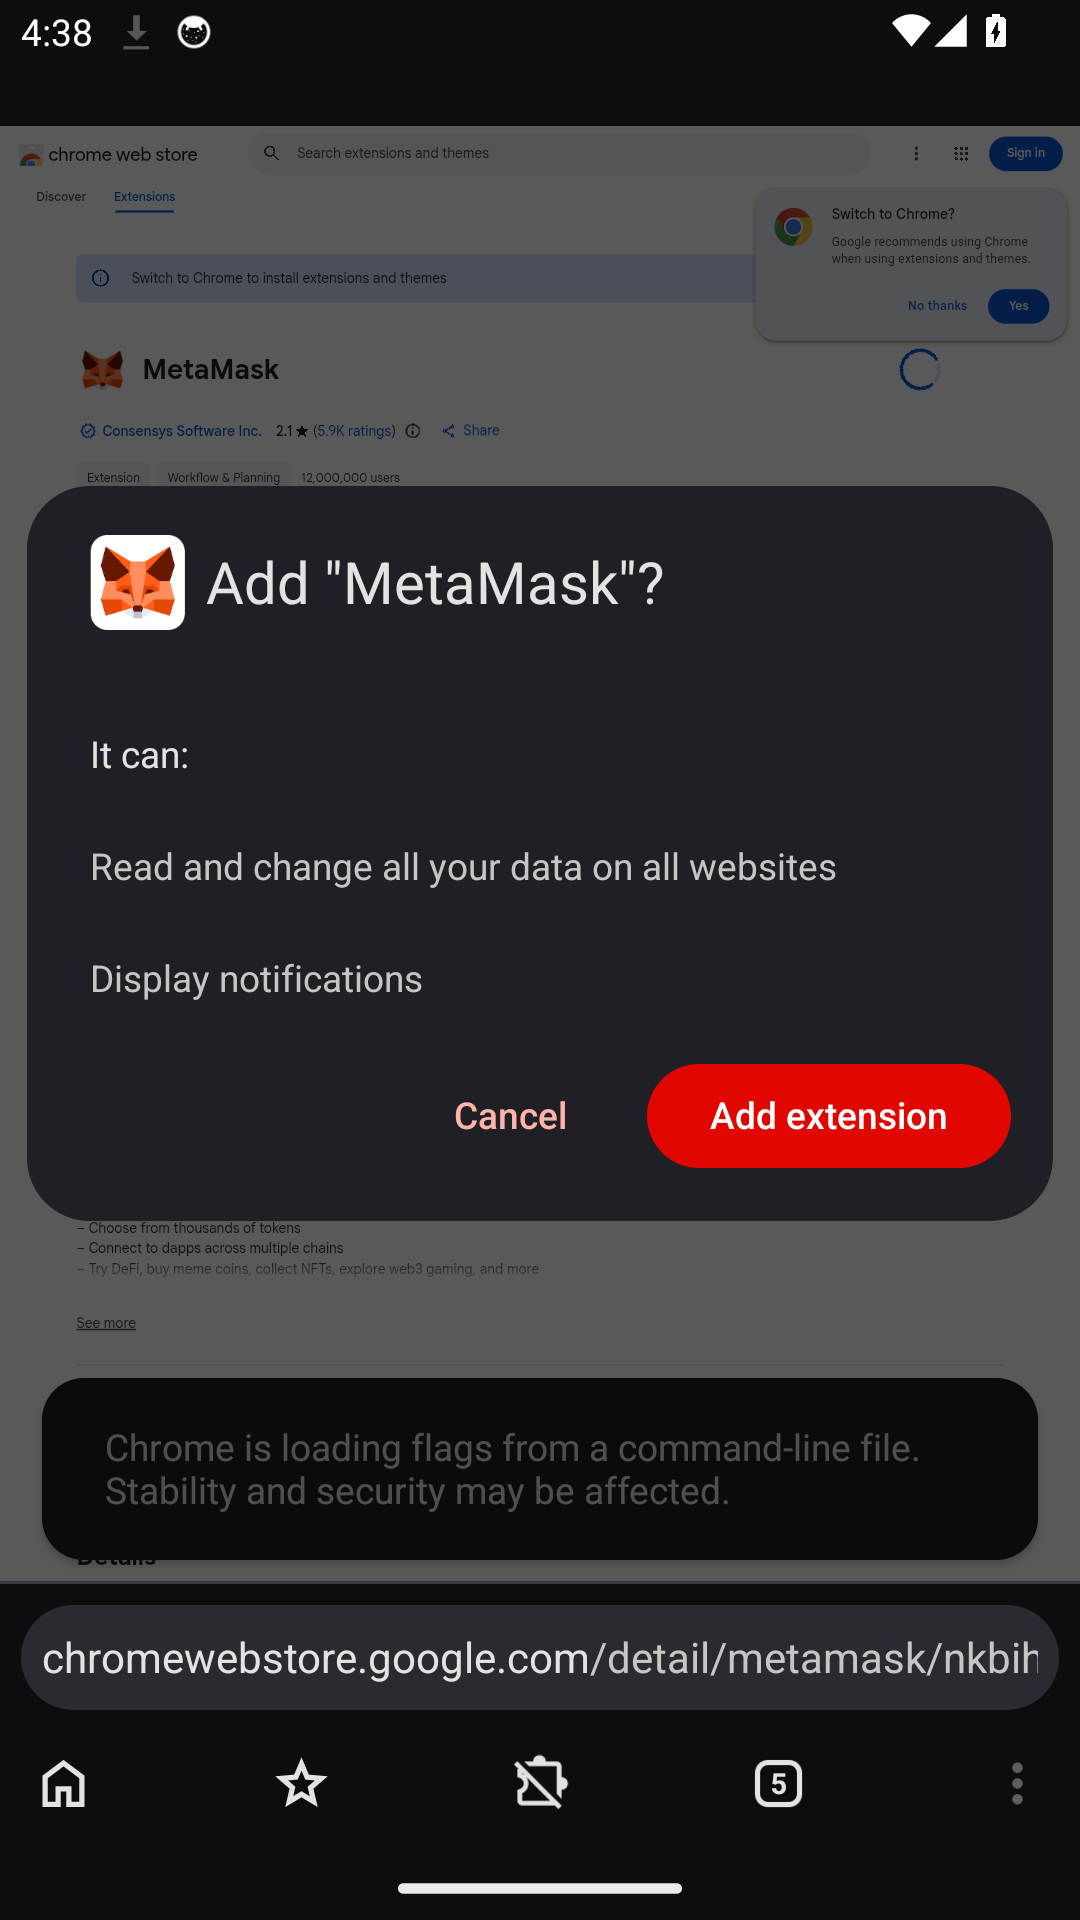 4:38
chrome web store
Search extensions and themes
Sign in
Discover
Extensions
Switch to Chrome?
Google recommends using Chrome
when using extensions and themes.
Switch to Chrome to install extensions and themes
No thanks
Yes
MetaMask
Consensys Software Inc.
2.1★ (5.9K ratings)
Share
Extension
Workflow & Planning
12,000,000 users
Add "MetaMask"?
It can:
Read and change all your data on all websites
Display notifications
Cancel
Add extension
– Choose from thousands of tokens
– Connect to dapps across multiple chains
– Try DeFi, buy meme coins, collect NFTs, explore web3 gaming, and more
See more
Chrome is loading flags from a command-line file.
Stability and security may be affected.
Details
chromewebstore.google.com/detail/metamask/nkbih
5